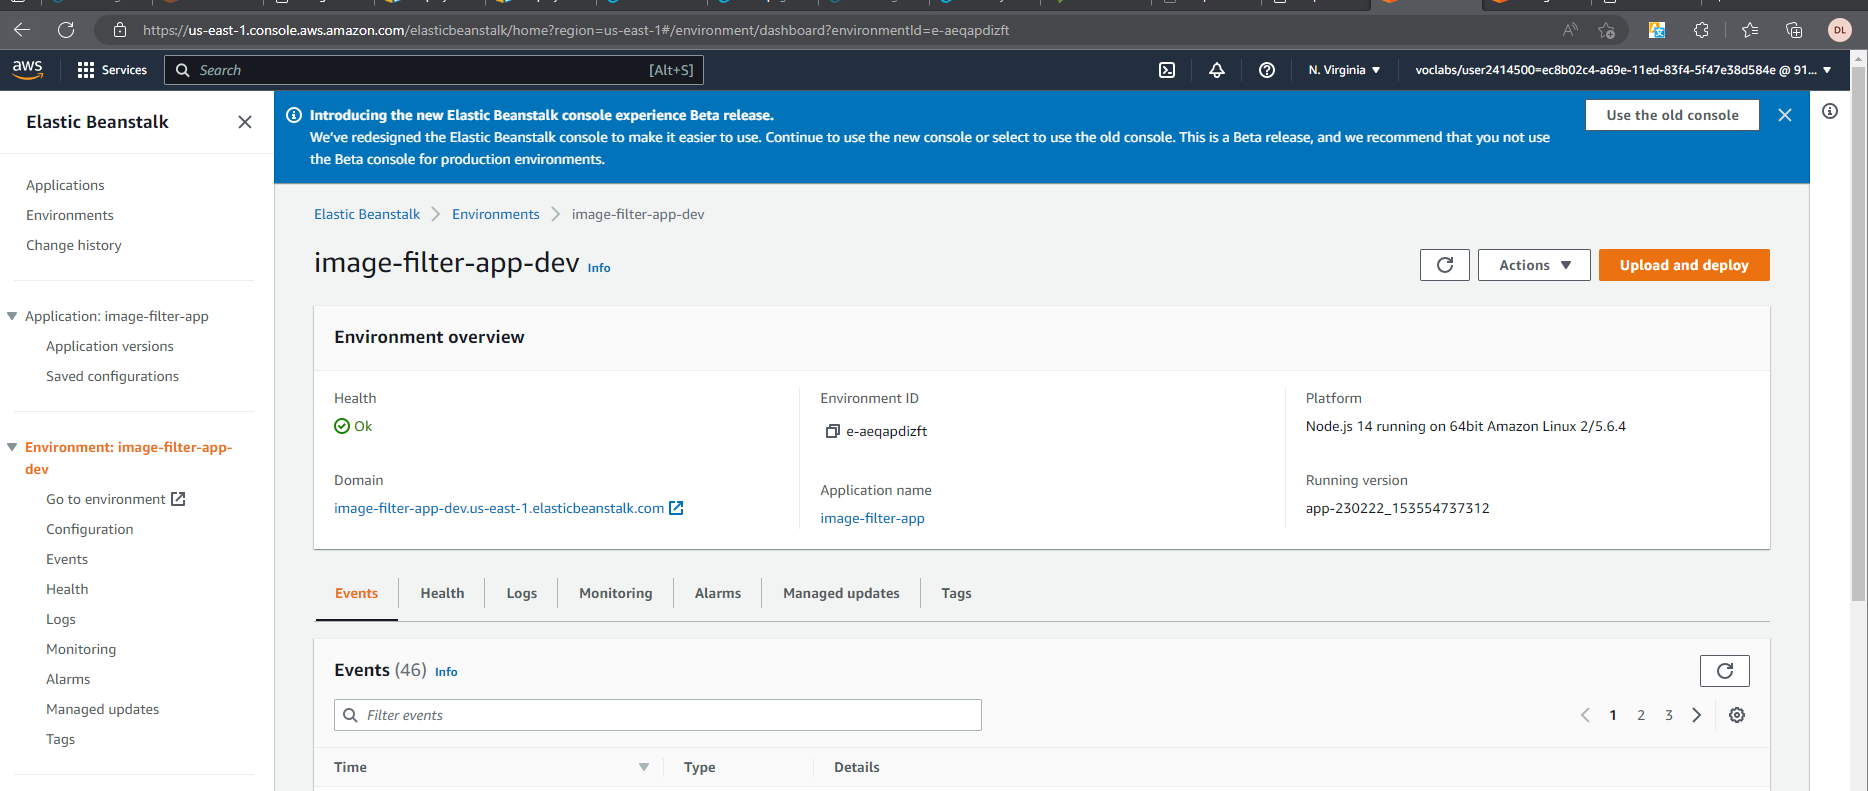 https://us-east-1.console.aws.amazon.com/elasticbeanstalk/home?region=us-east-1#/environment/dashboard?environmentId=e-aeqapdizft
DL
aws
Services
Search
[Alt+S]
N. Virginia
voclabs/user2414500=ec8b02c4-a69e-11ed-83f4-5f47e38d584e @ 91...
Elastic Beanstalk
Applications
Environments
Change history
Application: image-filter-app
Application versions
Saved configurations
Environment: image-filter-app-
dev
Go to environment
Configuration
Events
Health
Logs
Monitoring
Alarms
Managed updates
Tags
Introducing the new Elastic Beanstalk console experience Beta release.
We've redesigned the Elastic Beanstalk console to make it easier to use. Continue to use the new console or select to use the old console. This is a Beta release, and we recommend that you not use
the Beta console for production environments.
Use the old console
Elastic Beanstalk
Environments
image-filter-app-dev
image-filter-app-dev Info
Actions
Upload and deploy
Environment overview
Health
Ok
Domain
image-filter-app-dev.us-east-1.elasticbeanstalk.com
Environment ID
e-aeqapdizft
Application name
image-filter-app
Platform
Node.js 14 running on 64bit Amazon Linux 2/5.6.4
Running version
app-230222_153554737312
Events
Health
Logs
Monitoring
Alarms
Managed updates
Tags
Events (46) Info
Filter events
1 2 3
Time
Type
Details